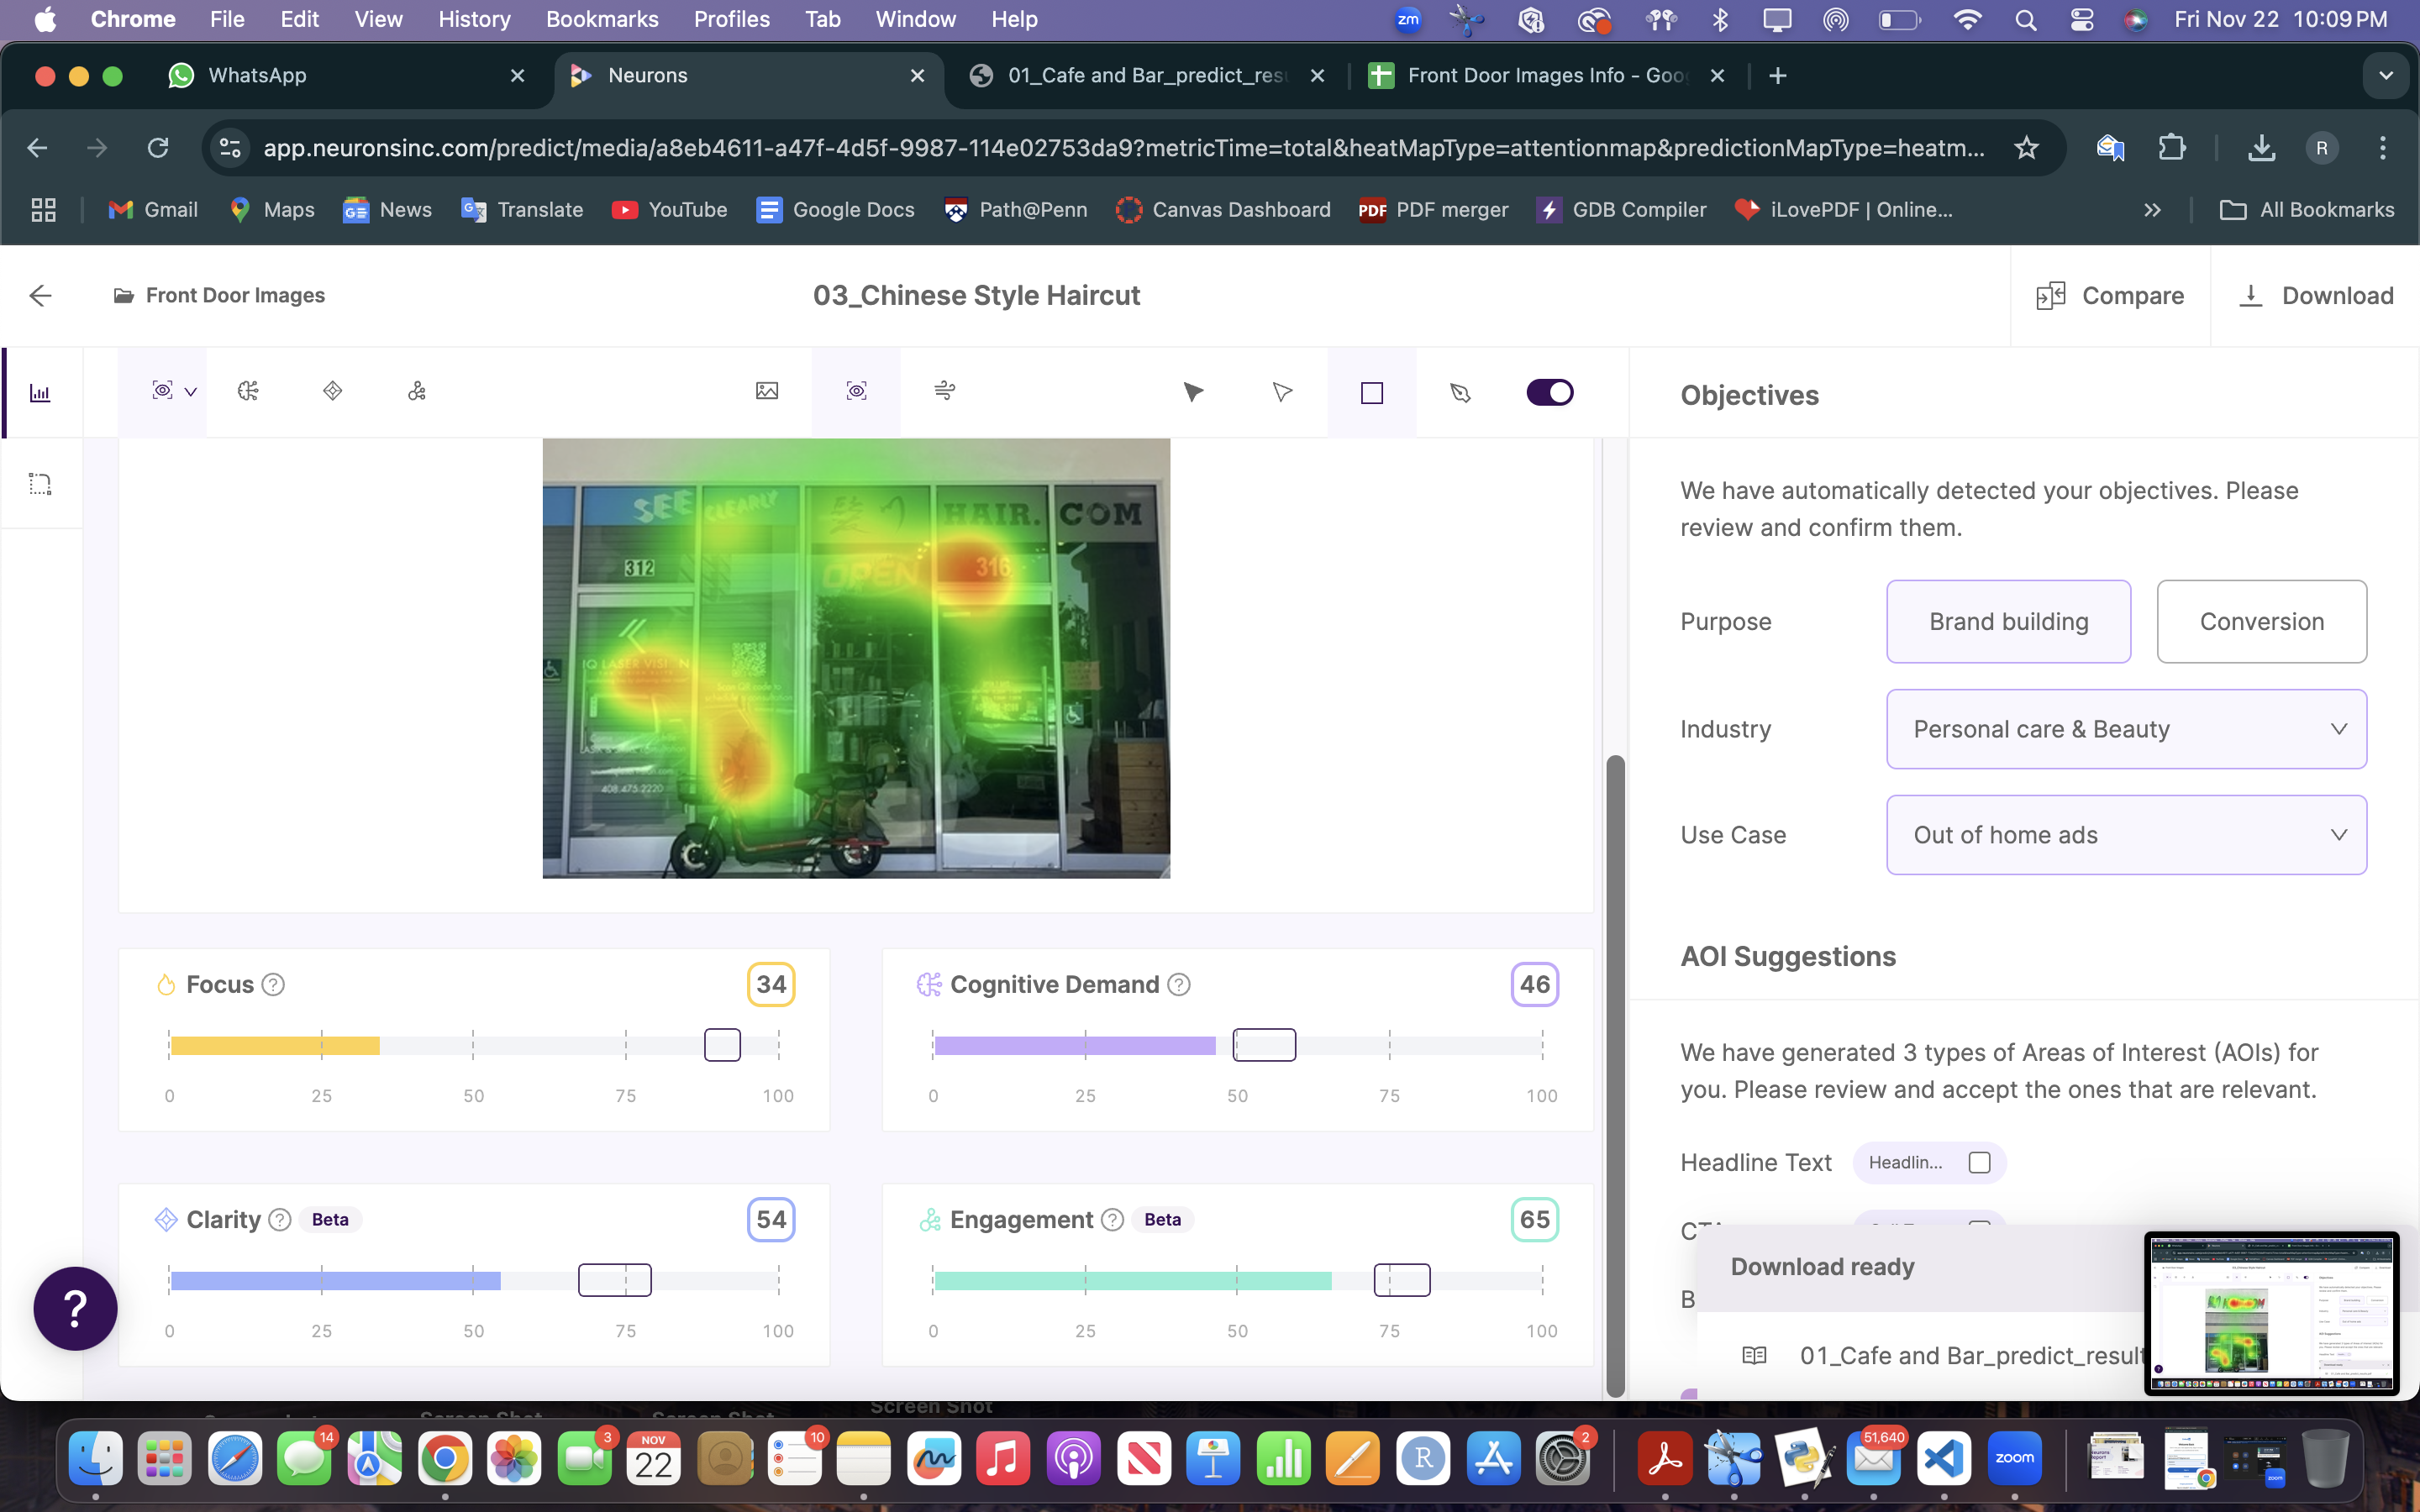 Chrome File Edit View History Bookmarks Profiles Tab Window Help
zm
Fri Nov 22 10:09 PM
WhatsApp
Neurons
01_Cafe and Bar_predict_resu
Front Door Images Info - Goo
app.neuronsinc.com/predict/media/a8eb4611-a47f-4d5f-9987-114e02753da9?metricTime=total&heatMapType=attentionmap&predictionMapType=heatm...
R
Gmail
Maps
News
Translate
YouTube
Google Docs
Path@Penn
Canvas Dashboard
PDF PDF merger
GDB Compiler
iLovePDF | Online...
All Bookmarks
Front Door Images
03_Chinese Style Haircut
Compare
Download
SEE CLEARLY
髮 HAIR.COM
312
OPEN
316
IQ LASER VISION
Scan QR code to
408.475.2220
Objectives
We have automatically detected your objectives. Please
review and confirm them.
Purpose
Brand building
Conversion
Industry
Personal care & Beauty
Use Case
Out of home ads
AOI Suggestions
We have generated 3 types of Areas of Interest (AOIs) for
you. Please review and accept the ones that are relevant.
Headline Text
Headlin...
Focus
34
0 25 50 75 100
Cognitive Demand
46
0 25 50 75 100
Clarity
Beta
54
0 25 50 75 100
Engagement
Beta
65
0 25 50 75 100
?
Download ready
B
01_Cafe and Bar_predict_result
Screen Shot
14
3
NOV
22
10
R
2
51,640
zoom